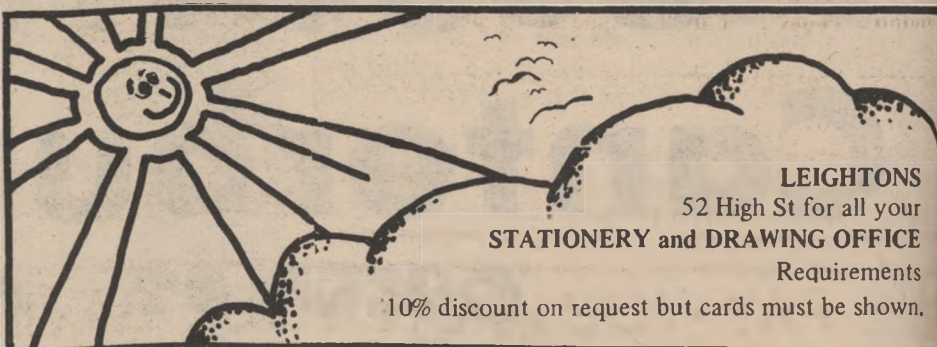 LEIGHTONS
52 High St for all your
STATIONERY and DRAWING OFFICE
Requirements
10% discount on request but cards must be shown.